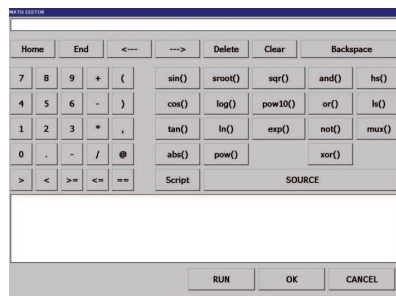 MATH EDITOR
Home End <--- ---> Delete Clear Backspace
7 8 9 + ( sin() sroot() sqr() and() hs()
4 5 6 - ) cos() log() pow10() or() ls()
1 2 3 * , tan() ln() exp() not() mux()
0 . - / @ abs() pow() xor()
> < >= <= == Script SOURCE
RUN OK CANCEL